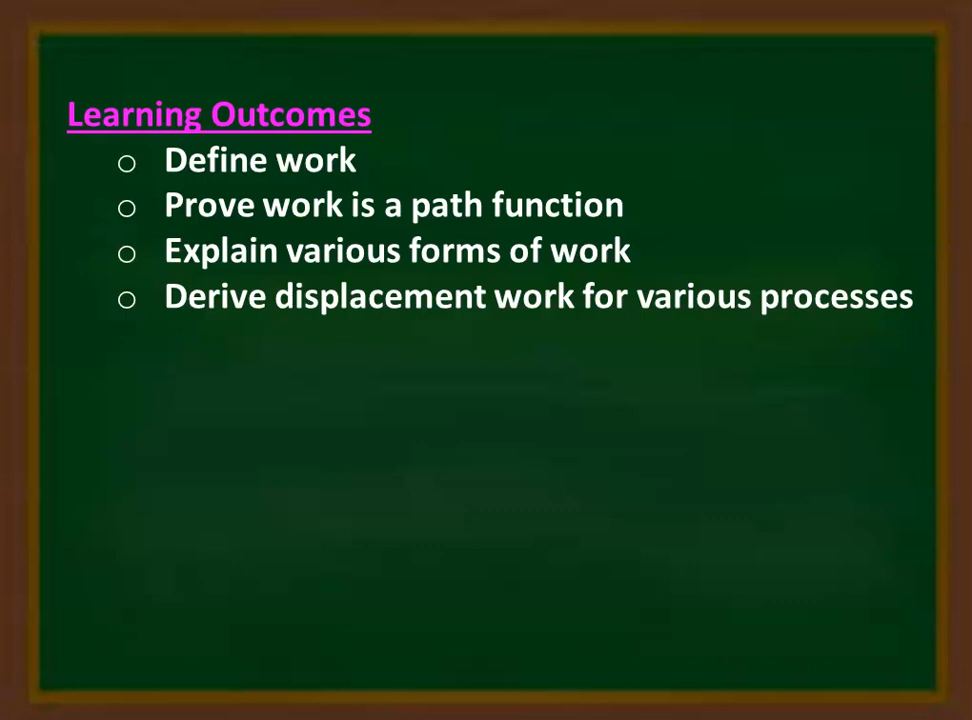 Learning Outcomes
o Define work
o Prove work is a path function
o Explain various forms of work
o Derive displacement work for various processes